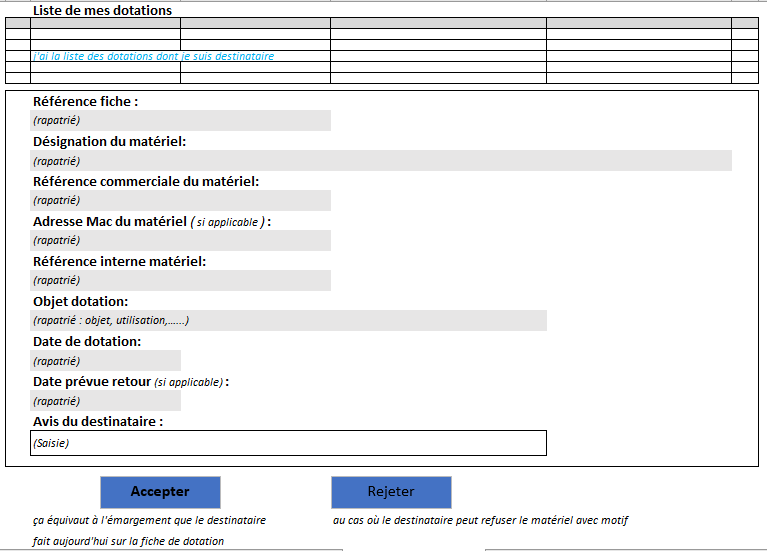 Liste de mes dotations
j'ai la liste des dotations dont je suis destinataire
Référence fiche :
(rapatrié)
Désignation du matériel:
(rapatrié)
Référence commerciale du matériel:
(rapatrié)
Adresse Mac du matériel ( si applicable ) :
(rapatrié)
Référence interne matériel:
(rapatrié)
Objet dotation:
(rapatrié : objet, utilisation,......)
Date de dotation:
(rapatrié)
Date prévue retour (si applicable) :
(rapatrié)
Avis du destinataire :
(Saisie)
Accepter Rejeter
ça équivaut à l'émargement que le destinataire au cas où le destinataire peut refuser le matériel avec motif
fait aujourd'hui sur la fiche de dotation